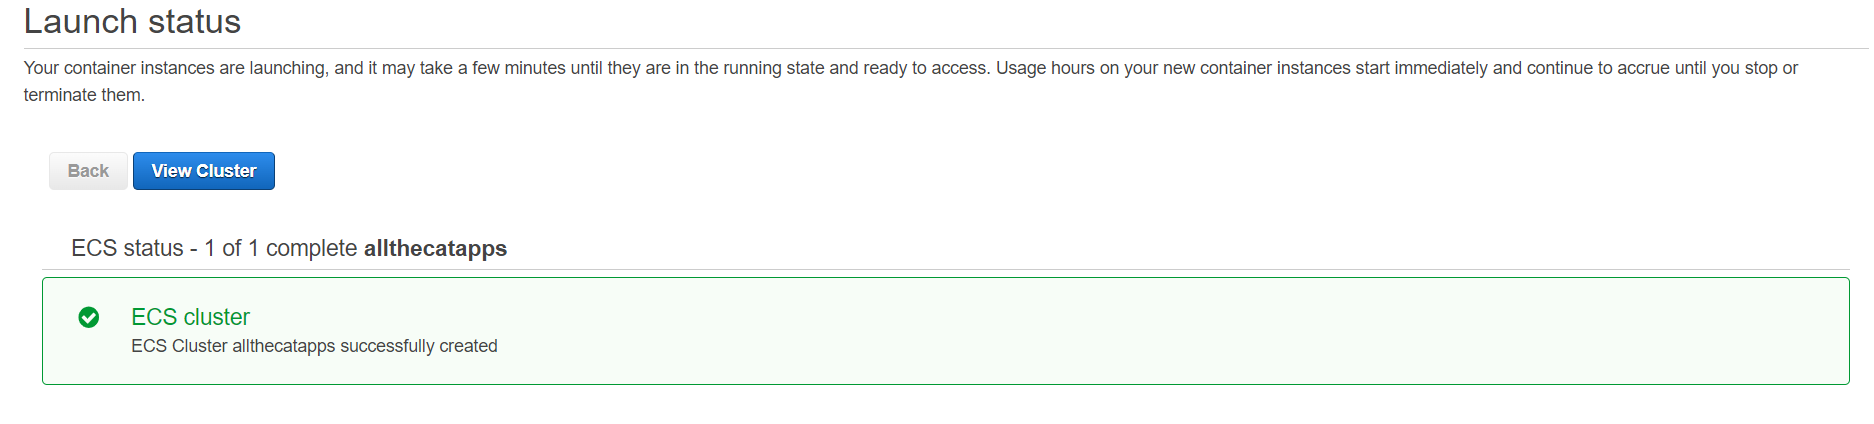 Launch status
Your container instances are launching, and it may take a few minutes until they are in the running state and ready to access. Usage hours on your new container instances start immediately and continue to accrue until you stop or
terminate them.
Back View Cluster
ECS status - 1 of 1 complete allthecatapps
ECS cluster
ECS Cluster allthecatapps successfully created